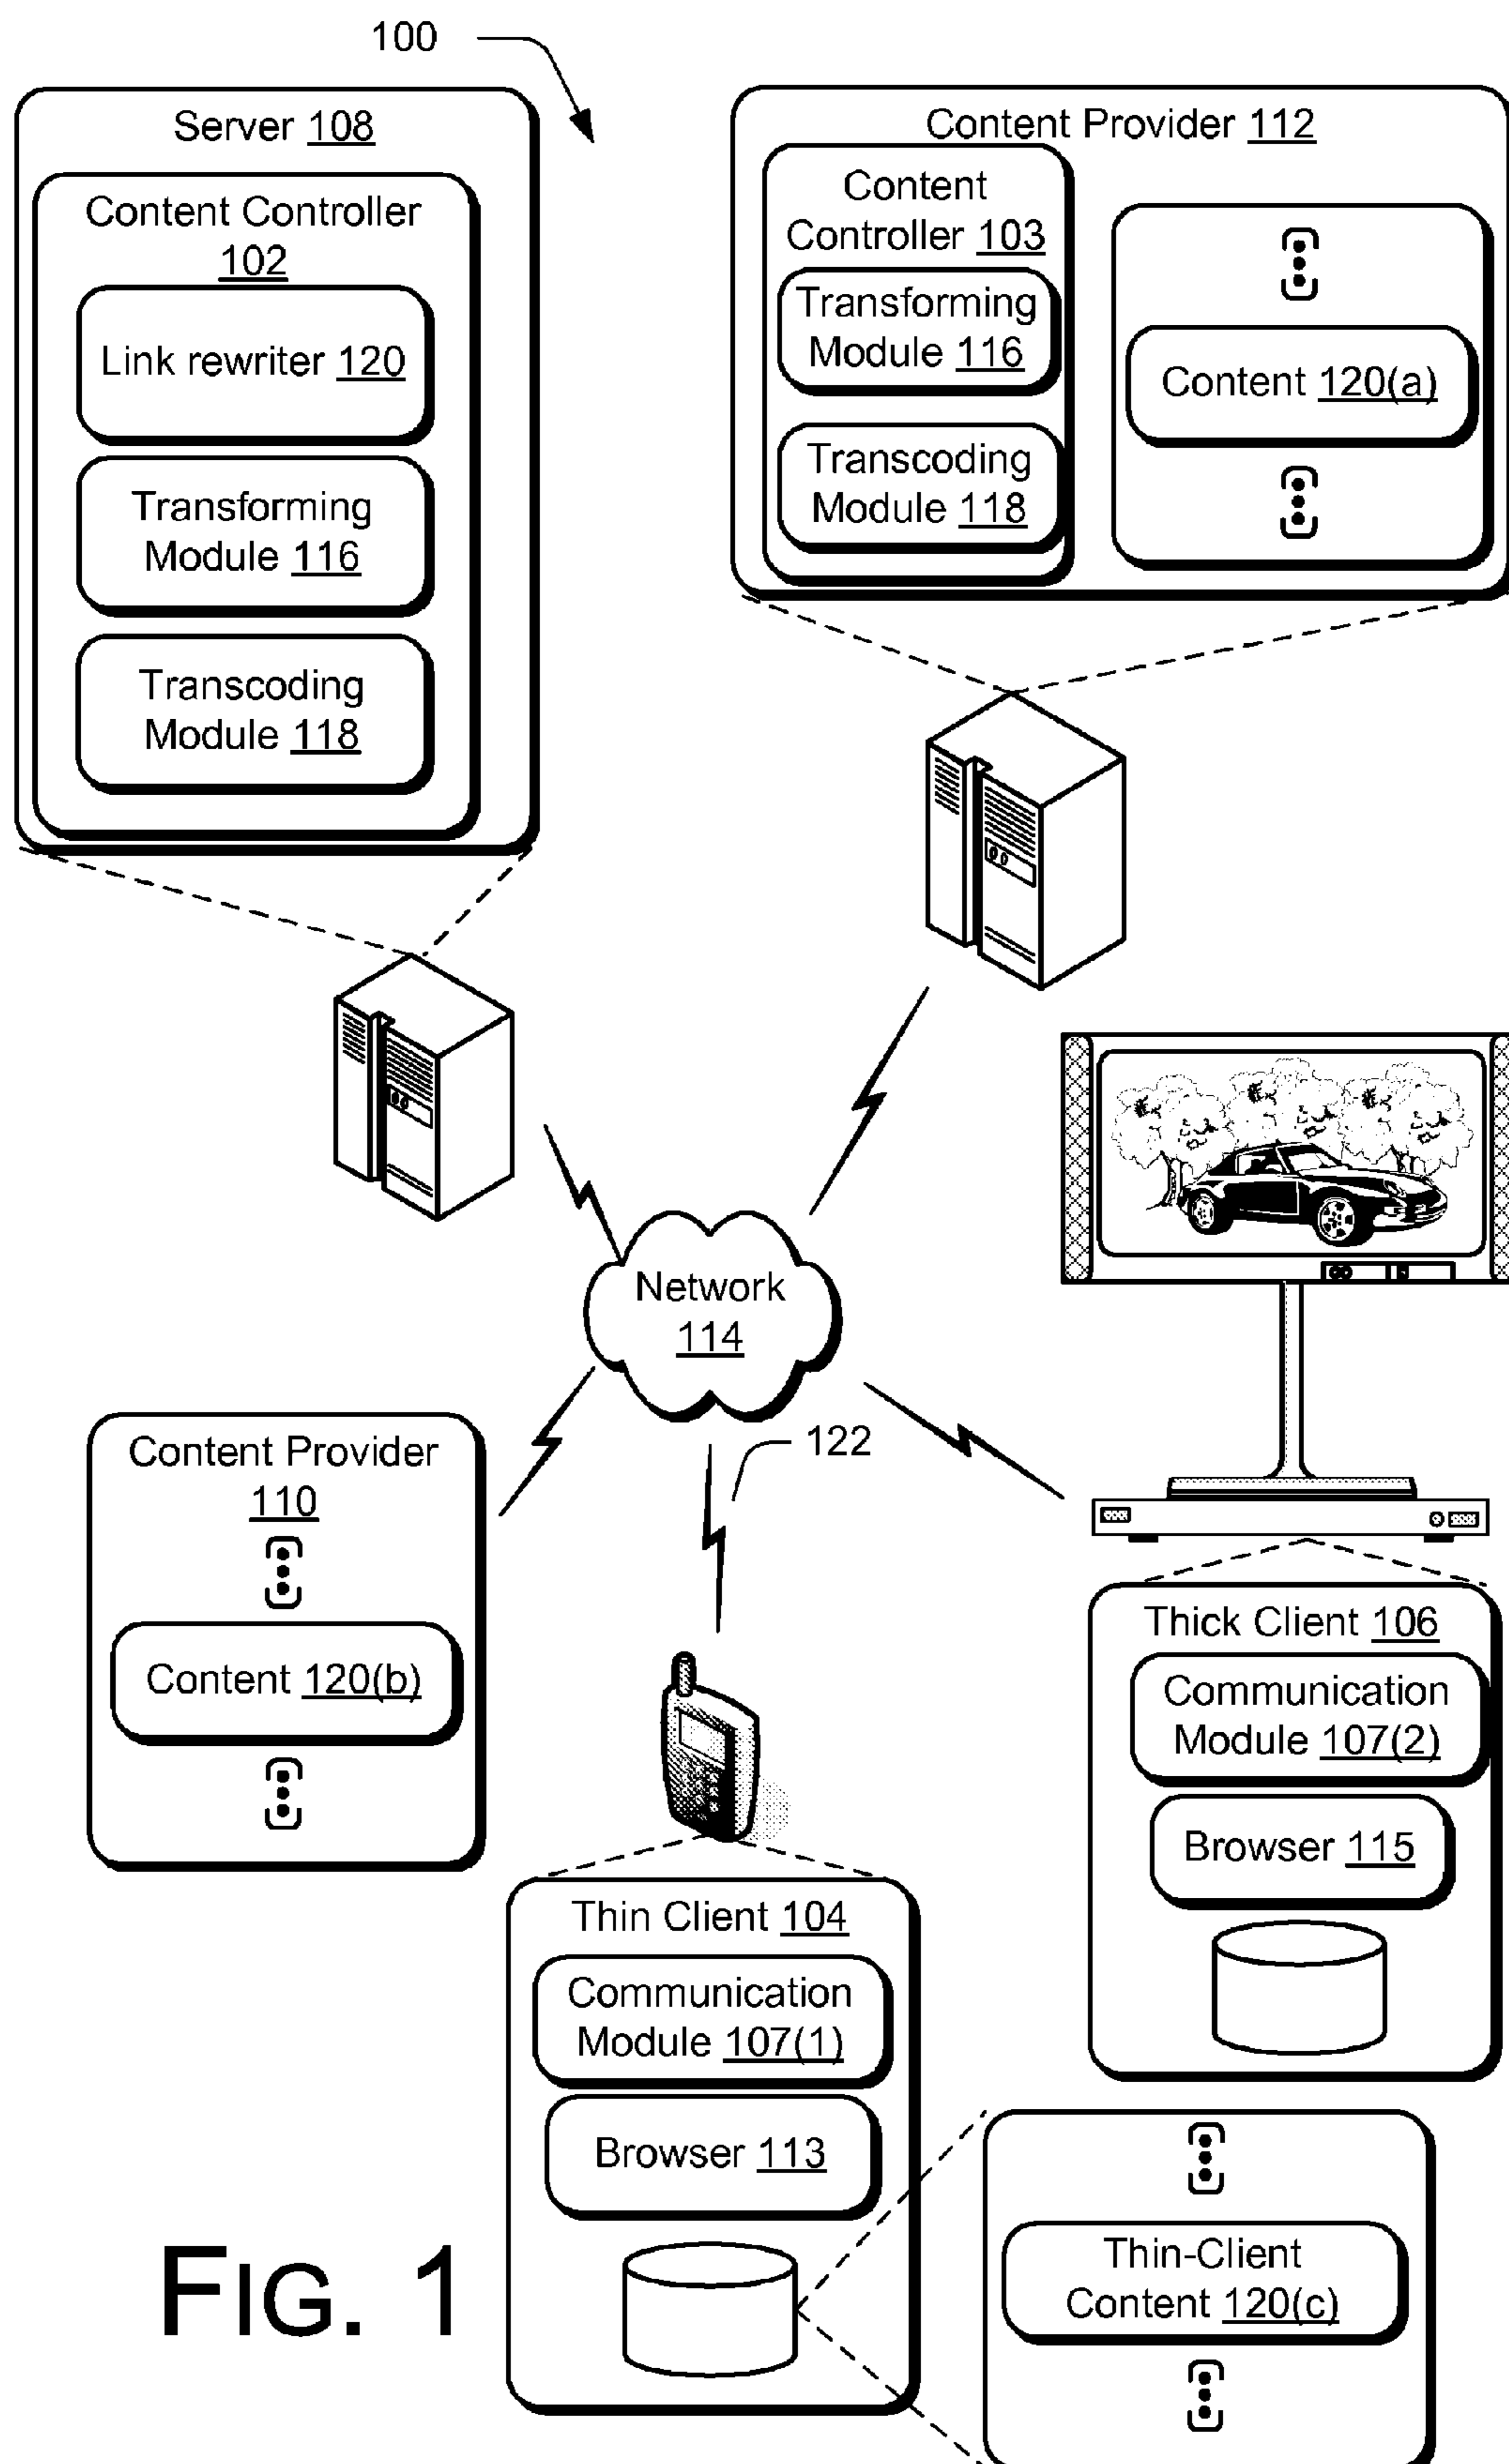 100
Server 108
Content Controller
102
Link rewriter 120
Transforming
Module 116
Transcoding
Module 118
Content Provider 112
Content
Controller 103
Transforming
Module 116
Transcoding
Module 118
Content 120(a)
Network
114
122
Content Provider
110
Content 120(b)
Thick Client 106
Communication
Module 107(2)
Browser 115
Thin Client 104
Communication
Module 107(1)
Browser 113
Thin-Client
Content 120(c)
FIG. 1